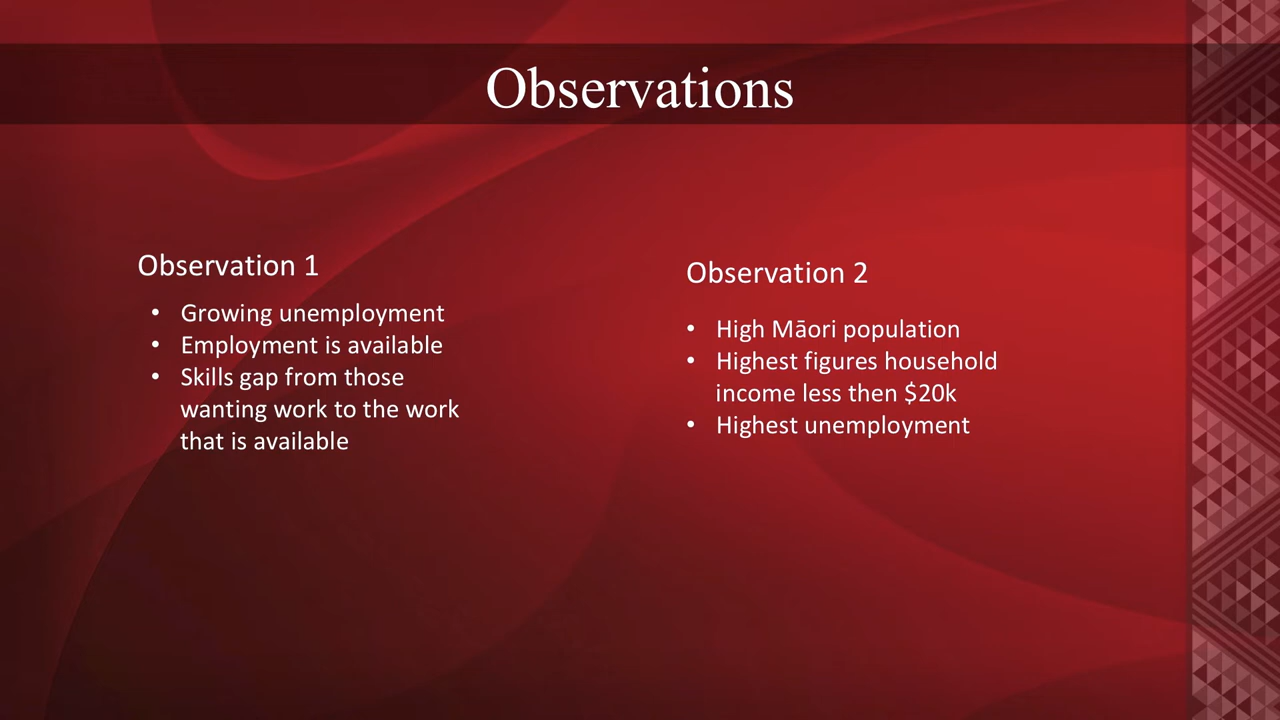 Observations
Observation 1
• Growing unemployment
• Employment is available
• Skills gap from those
wanting work to the work
that is available
Observation 2
• High Māori population
• Highest figures household
income less then $20k
• Highest unemployment